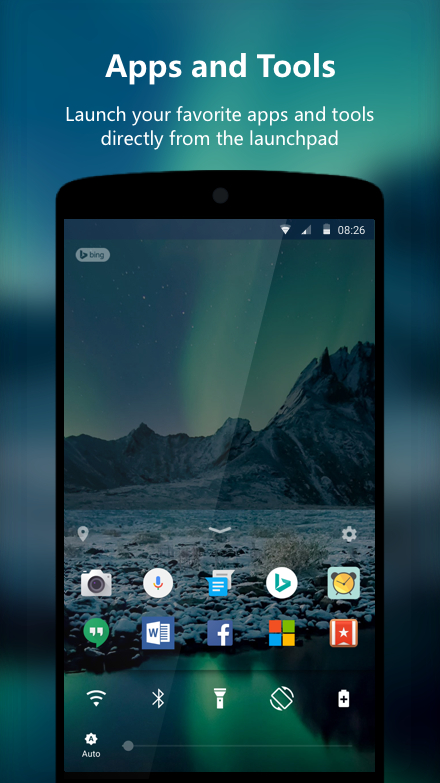 Apps and Tools
Launch your favorite apps and tools
directly from the launchpad
08:26
bing
W
f
A
Auto